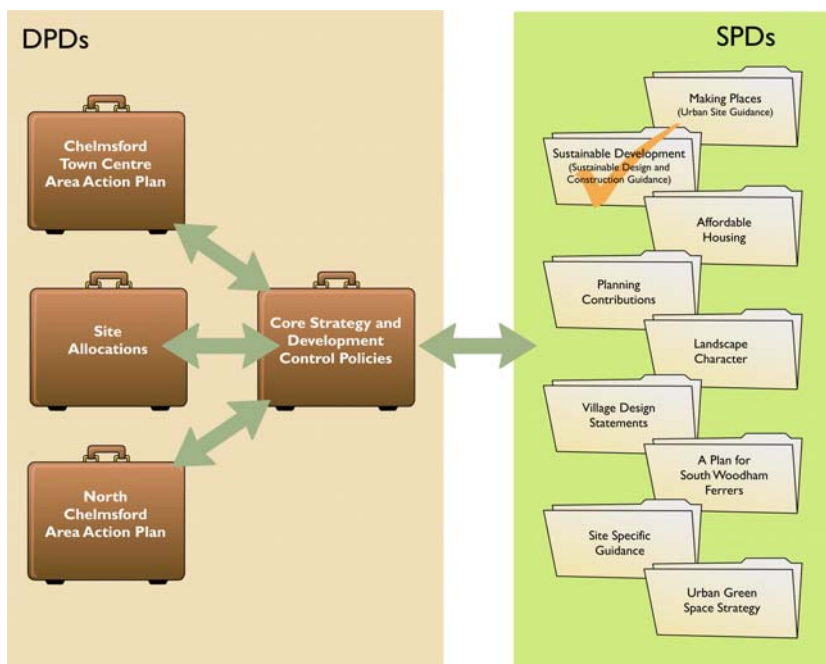 DPDs
Chelmsford
Town Centre
Area Action Plan
Site
Allocations
Core Strategy and
Development
Control Policies
North
Chelmsford
Area Action Plan
SPDs
Making Places
(Urban Site Guidance)
Sustainable Development
(Sustainable Design and
Construction Guidance)
Affordable
Housing
Planning
Contributions
Landscape
Character
Village Design
Statements
A Plan for
South Woodham
Ferrers
Site Specific
Guidance
Urban Green
Space Strategy